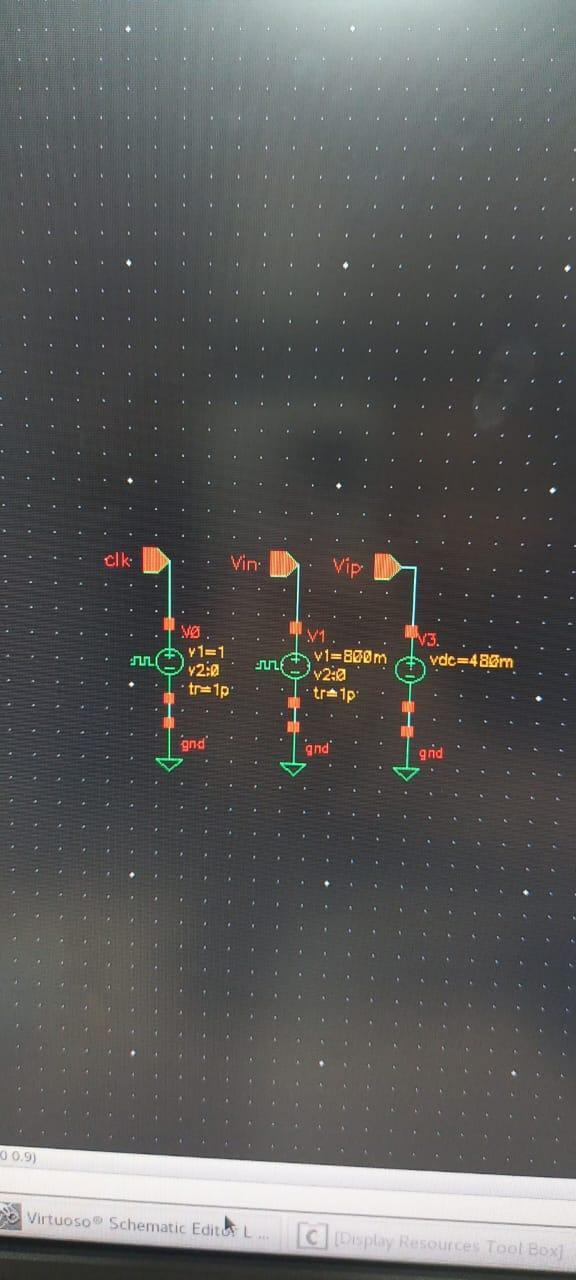 clk
Vin
Vip
V0
v1=1
v2:0
tr=1p
gnd
V1
v1=800m
v2:0
tr=1p
gnd
V3
vdc=480m
gnd
0 0.9)
Virtuoso® Schematic Editor L ...
C [Display Resources Tool Box]